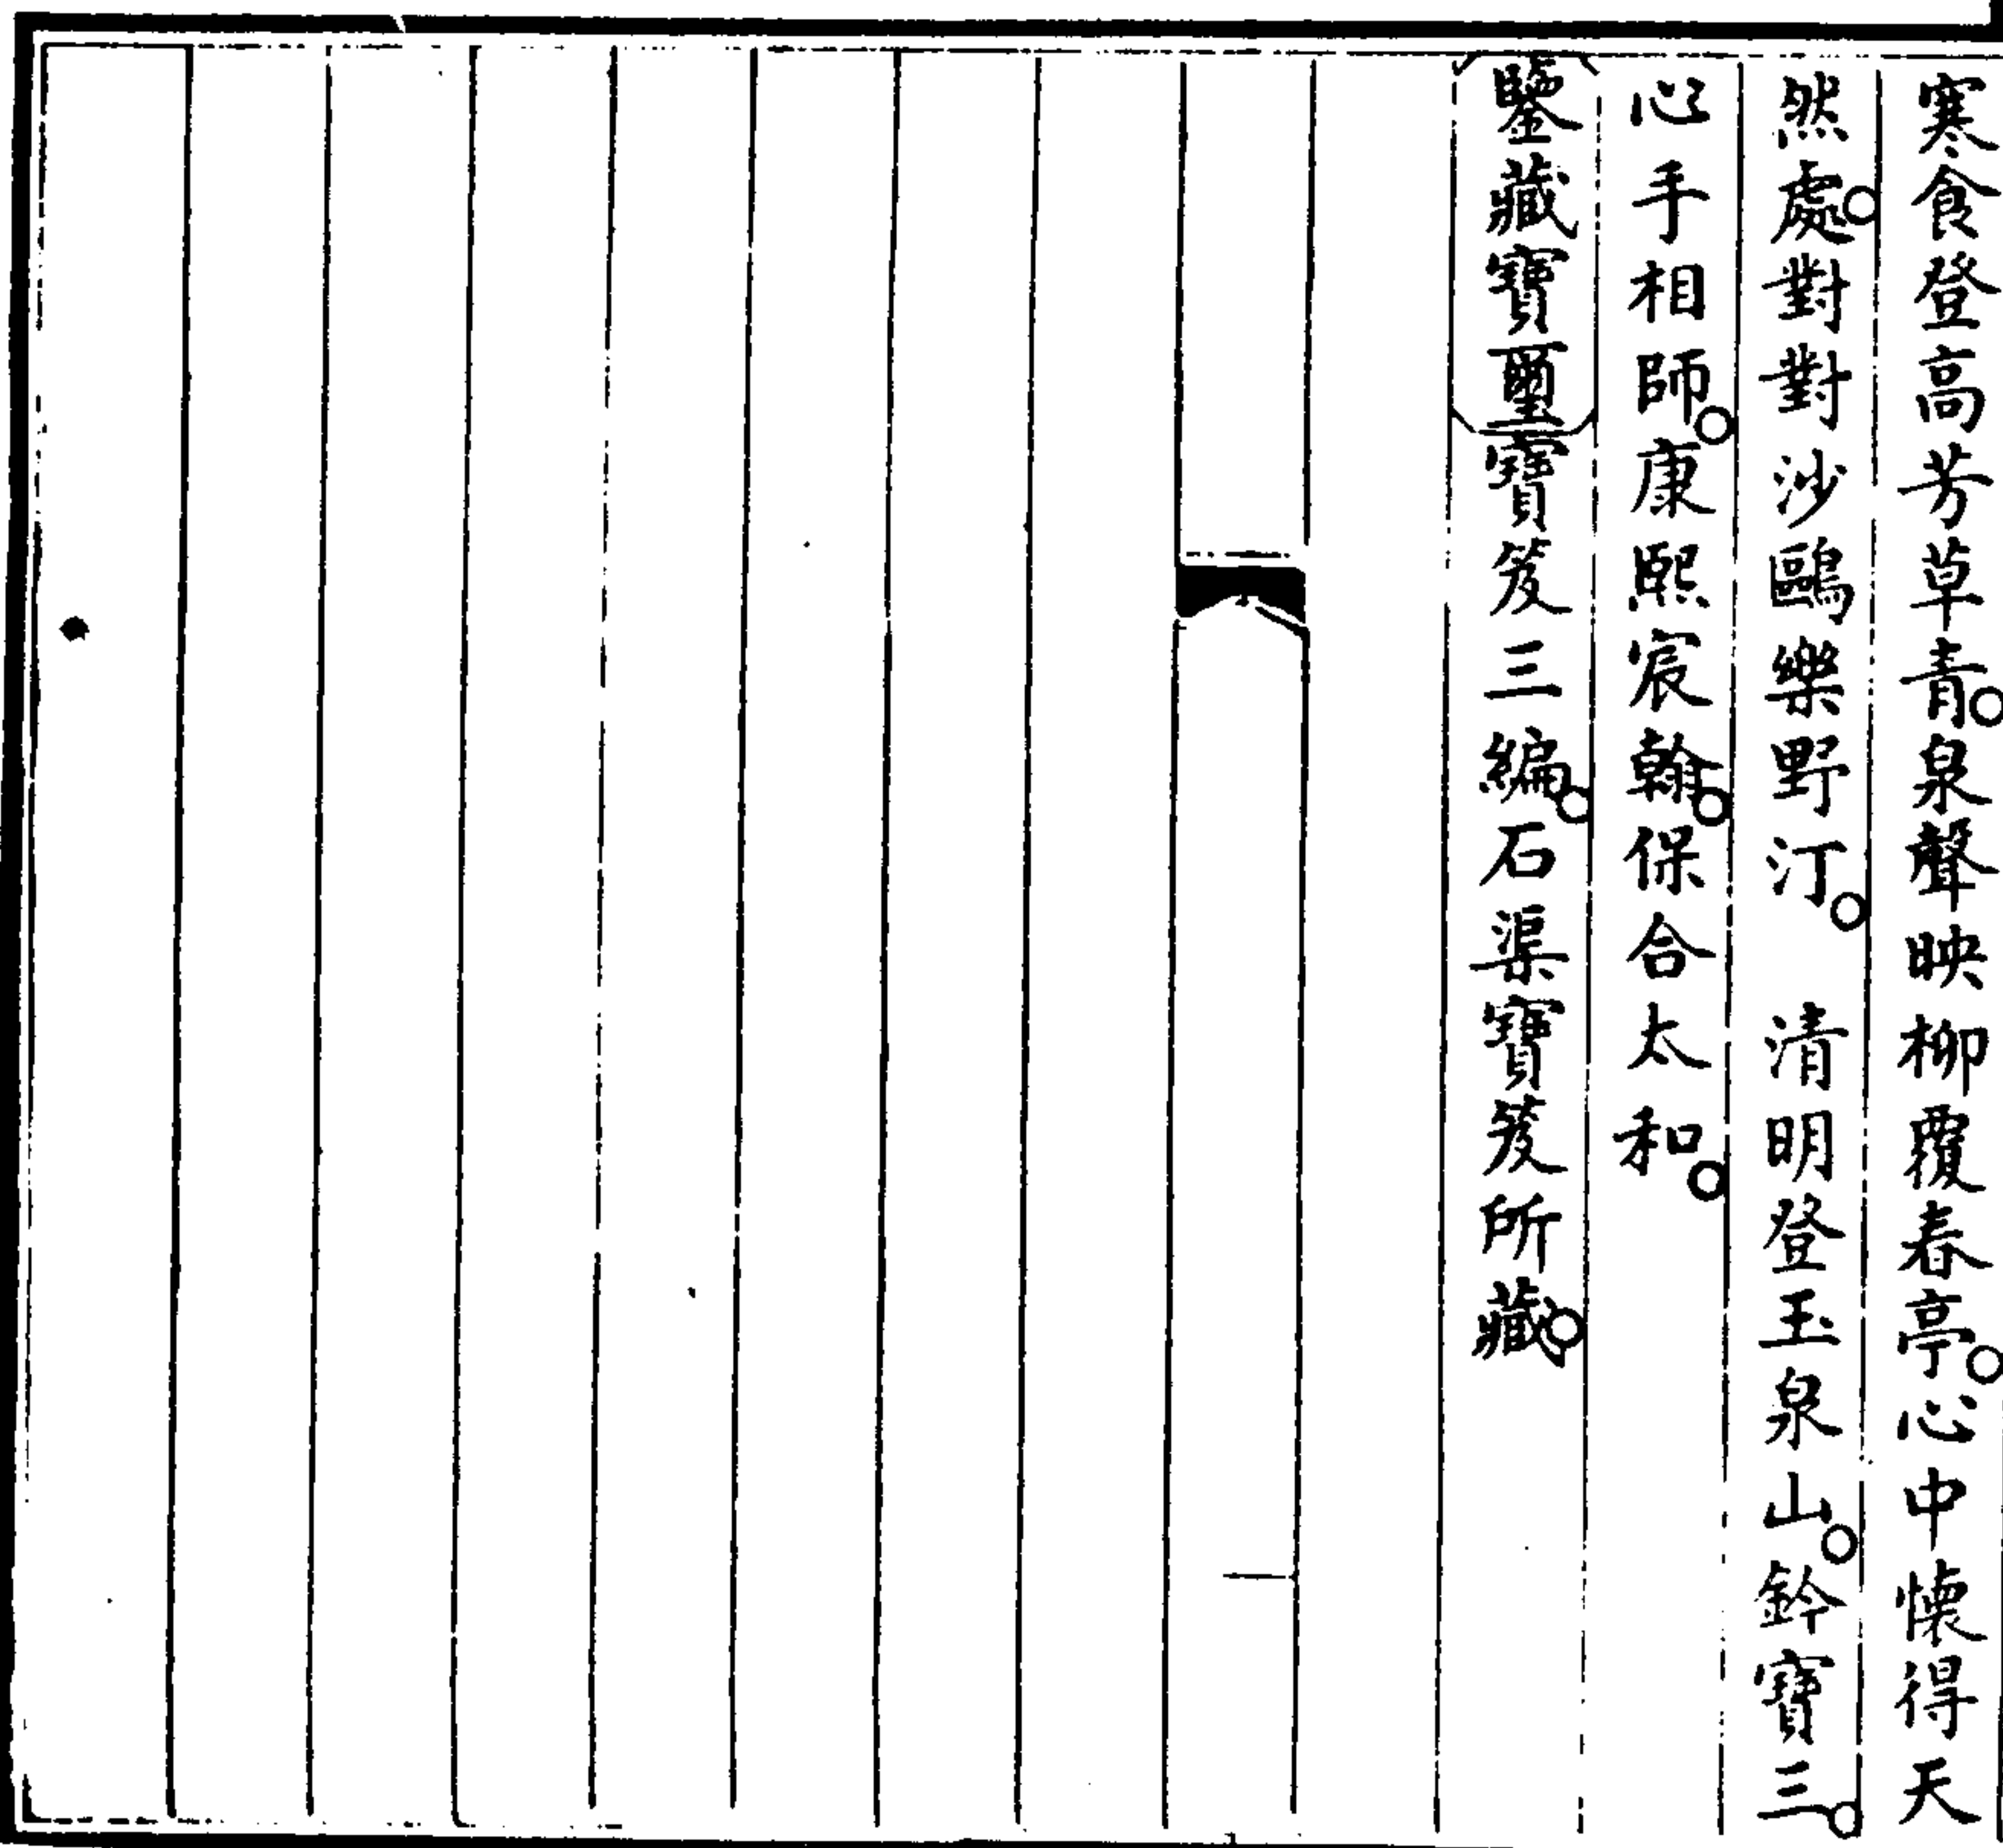 寒食登高芳草青。泉聲映柳覆春亭。心中懷得天
然處。對對沙鷗樂野汀。　清明登玉泉山。鈐寶三。
心手相師。康熙宸翰。保合太和。
鑒藏寶璽寶笈三編。石渠寶笈所藏。